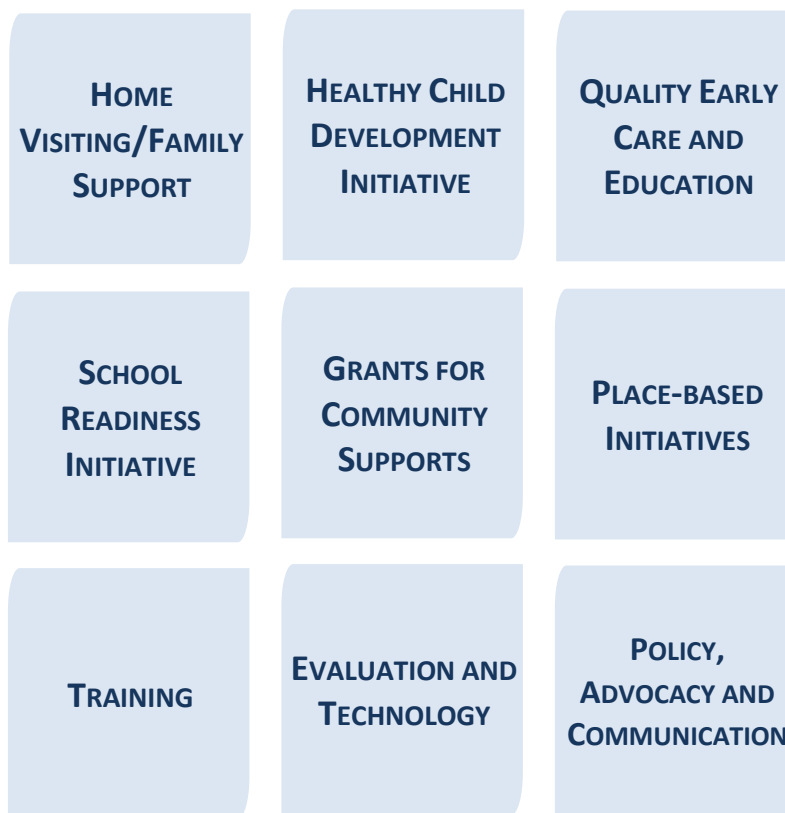 HOME
VISITING/FAMILY
SUPPORT
HEALTHY CHILD
DEVELOPMENT
INITIATIVE
QUALITY EARLY
CARE AND
EDUCATION
SCHOOL
READINESS
INITIATIVE
GRANTS FOR
COMMUNITY
SUPPORTS
PLACE-BASED
INITIATIVES
TRAINING
EVALUATION AND
TECHNOLOGY
POLICY,
ADVOCACY AND
COMMUNICATION